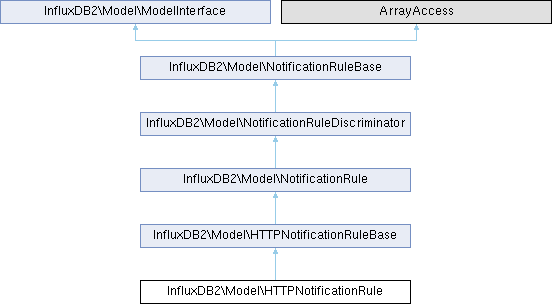 InfluxDB2\Model\ModelInterface
ArrayAccess
InfluxDB2\Model\NotificationRuleBase
InfluxDB2\Model\NotificationRuleDiscriminator
InfluxDB2\Model\NotificationRule
InfluxDB2\Model\HTTPNotificationRuleBase
InfluxDB2\Model\HTTPNotificationRule